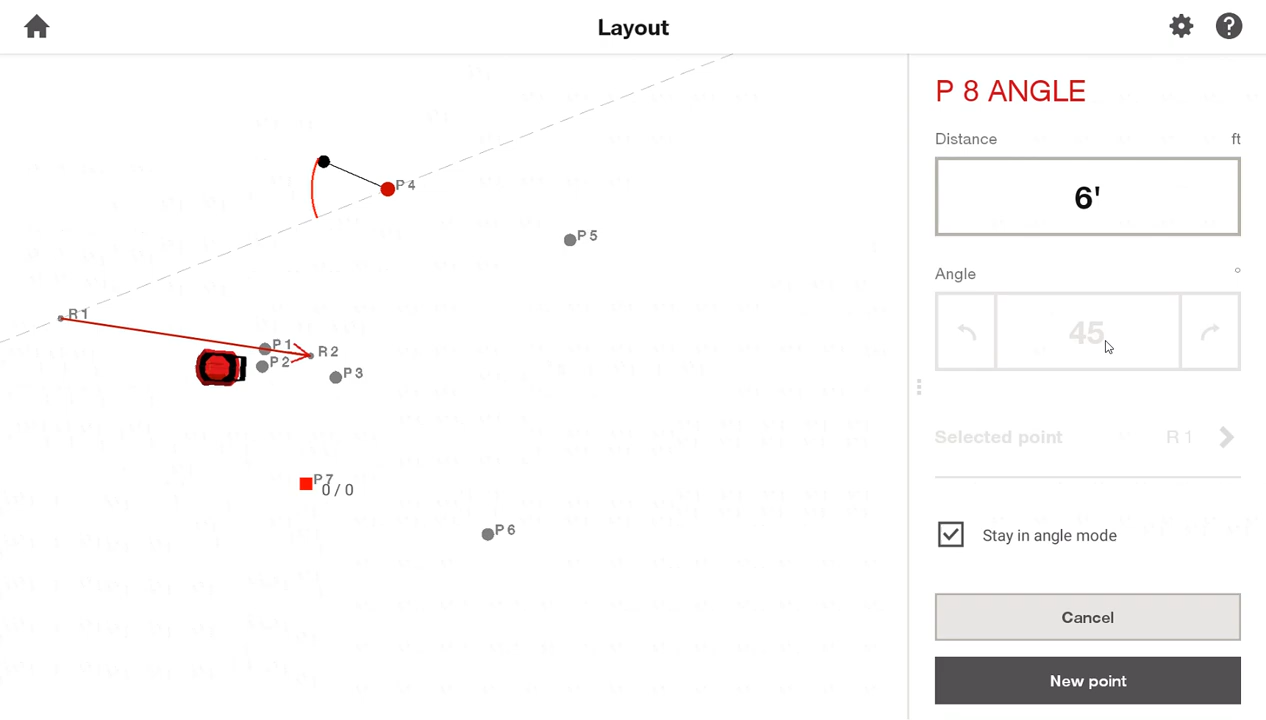 Layout
P 8 ANGLE
Distance ft
6'
Angle °
45
Selected point R 1
Stay in angle mode
Cancel
New point
P 4
P 5
R 1
P 1
R 2
P 2
P 3
P 7
0 / 0
P 6